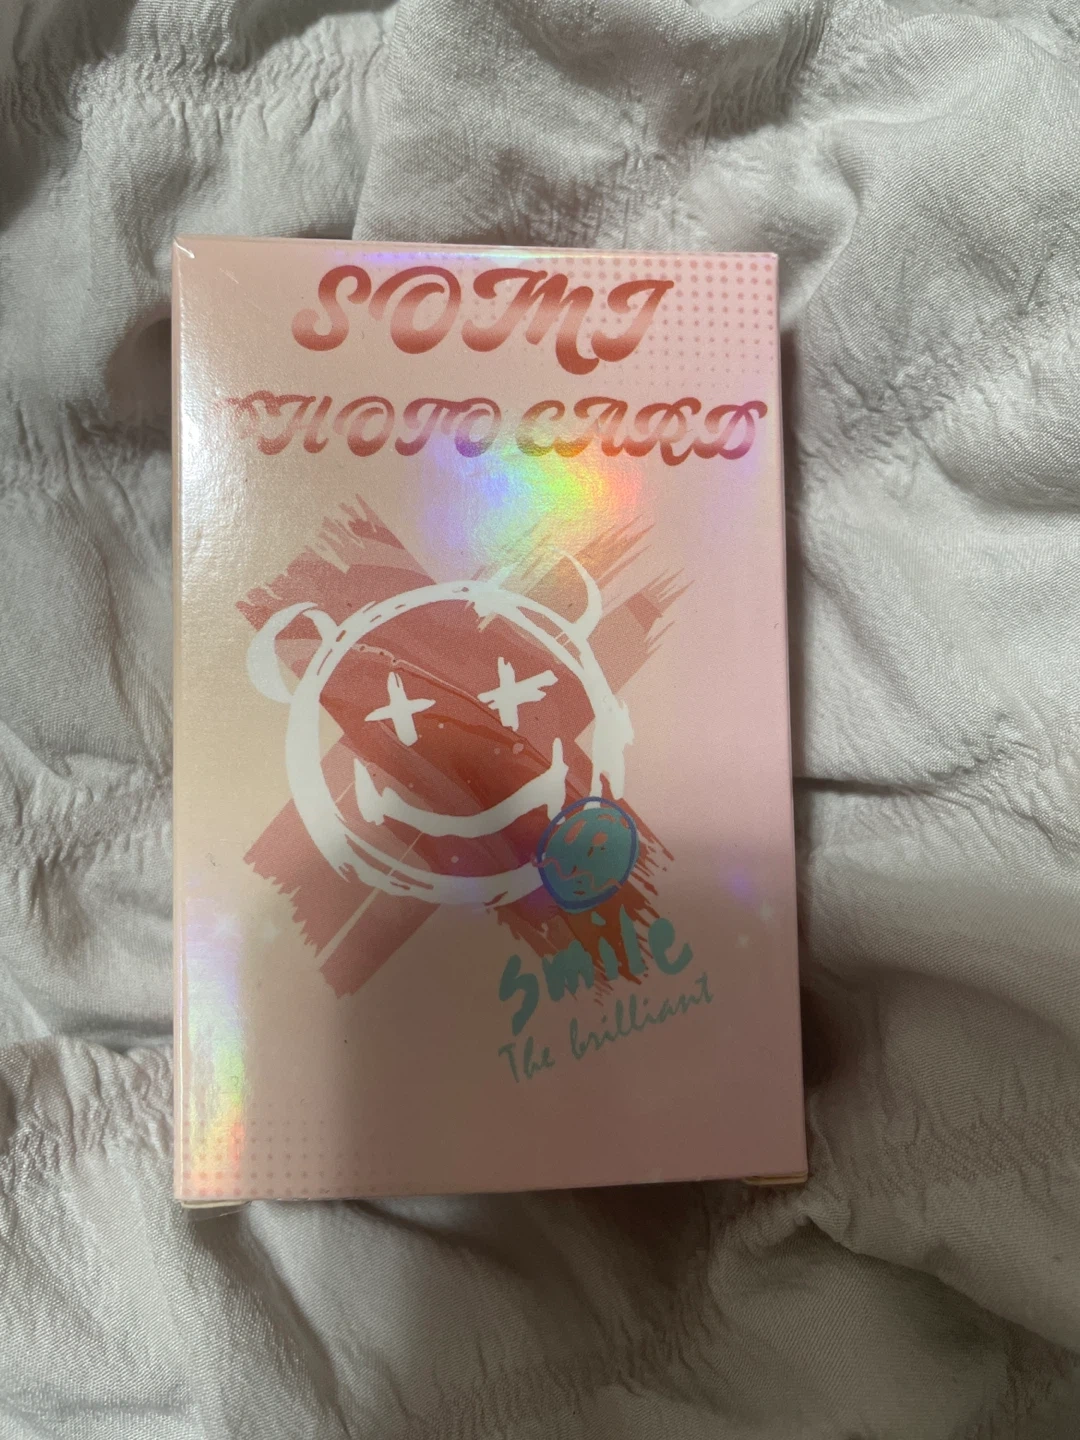 SOMI
PHOTO CARD
smile
The brilliant